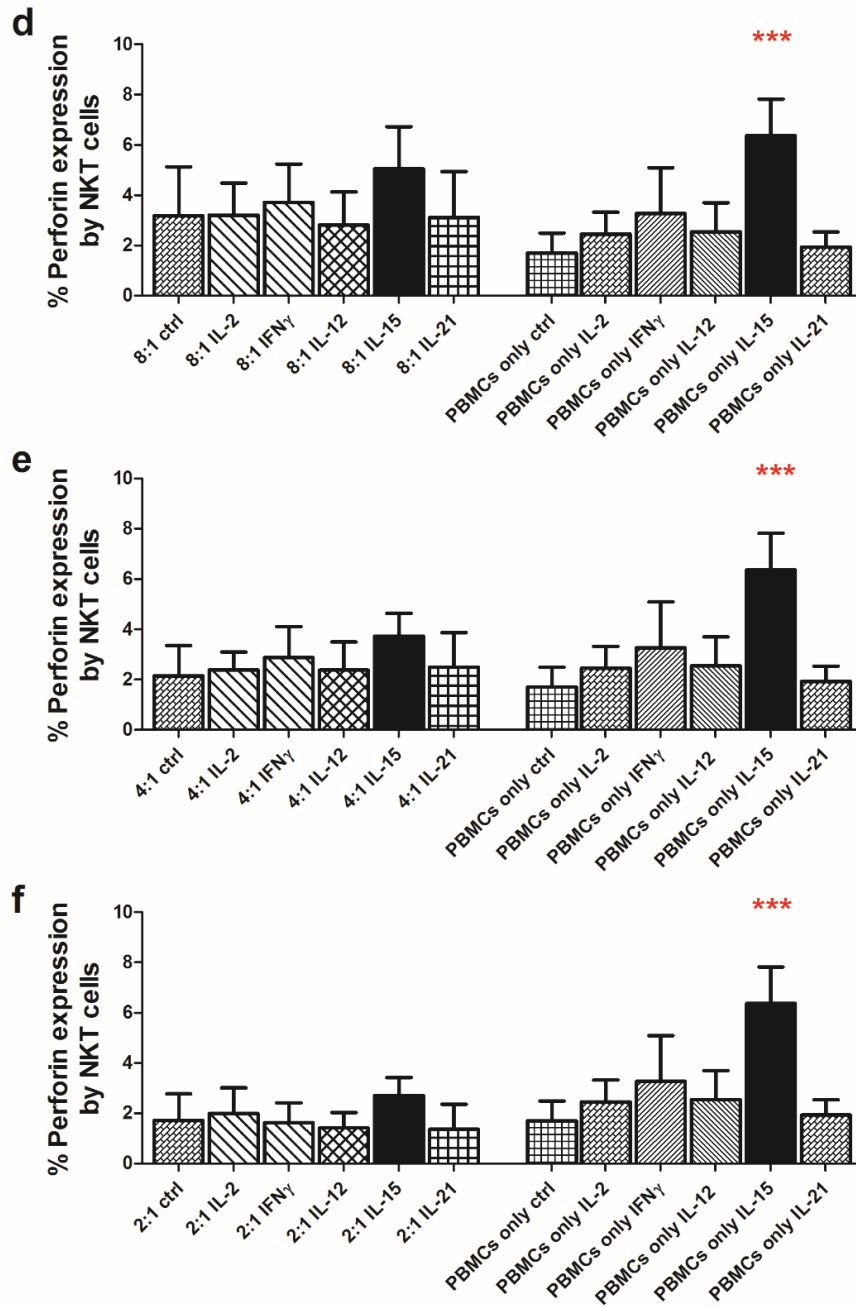 d
% Perforin expression
by NKT cells
10
8
6
4
2
0
***
8:1 ctrl
8:1 IL-2
8:1 IFNγ
8:1 IL-12
8:1 IL-15
8:1 IL-21
PBMCs only ctrl
PBMCs only IL-2
PBMCs only IFNγ
PBMCs only IL-12
PBMCs only IL-15
PBMCs only IL-21
e
% Perforin expression
by NKT cells
10
8
6
4
2
0
***
4:1 ctrl
4:1 IL-2
4:1 IFNγ
4:1 IL-12
4:1 IL-15
4:1 IL-21
PBMCs only ctrl
PBMCs only IL-2
PBMCs only IFNγ
PBMCs only IL-12
PBMCs only IL-15
PBMCs only IL-21
f
% Perforin expression
by NKT cells
10
8
6
4
2
0
***
2:1 ctrl
2:1 IL-2
2:1 IFNγ
2:1 IL-12
2:1 IL-15
2:1 IL-21
PBMCs only ctrl
PBMCs only IL-2
PBMCs only IFNγ
PBMCs only IL-12
PBMCs only IL-15
PBMCs only IL-21